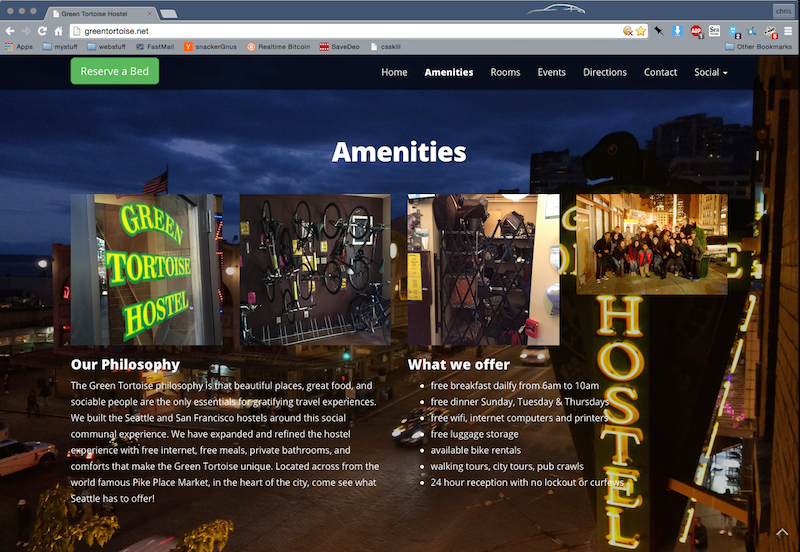 Green Tortoise Hostel
chris
greentortoise.net
Apps mystuff webstuff FastMail snackerGnus Realtime Bitcoin SaveDeo csskill Other Bookmarks
Reserve a Bed
Home Amenities Rooms Events Directions Contact Social
Amenities
GREEN
TORTOISE
HOSTEL
HOSTEL
Our Philosophy
The Green Tortoise philosophy is that beautiful places, great food, and
sociable people are the only essentials for gratifying travel experiences.
We built the Seattle and San Francisco hostels around this social
communal experience. We have expanded and refined the hostel
experience with free internet, free meals, private bathrooms, and
comforts that make the Green Tortoise unique. Located across from the
world famous Pike Place Market, in the heart of the city, come see what
Seattle has to offer!
What we offer
• free breakfast dailfy from 6am to 10am
• free dinner Sunday, Tuesday & Thursdays
• free wifi, internet computers and printers
• free luggage storage
• available bike rentals
• walking tours, city tours, pub crawls
• 24 hour reception with no lockout or curfews